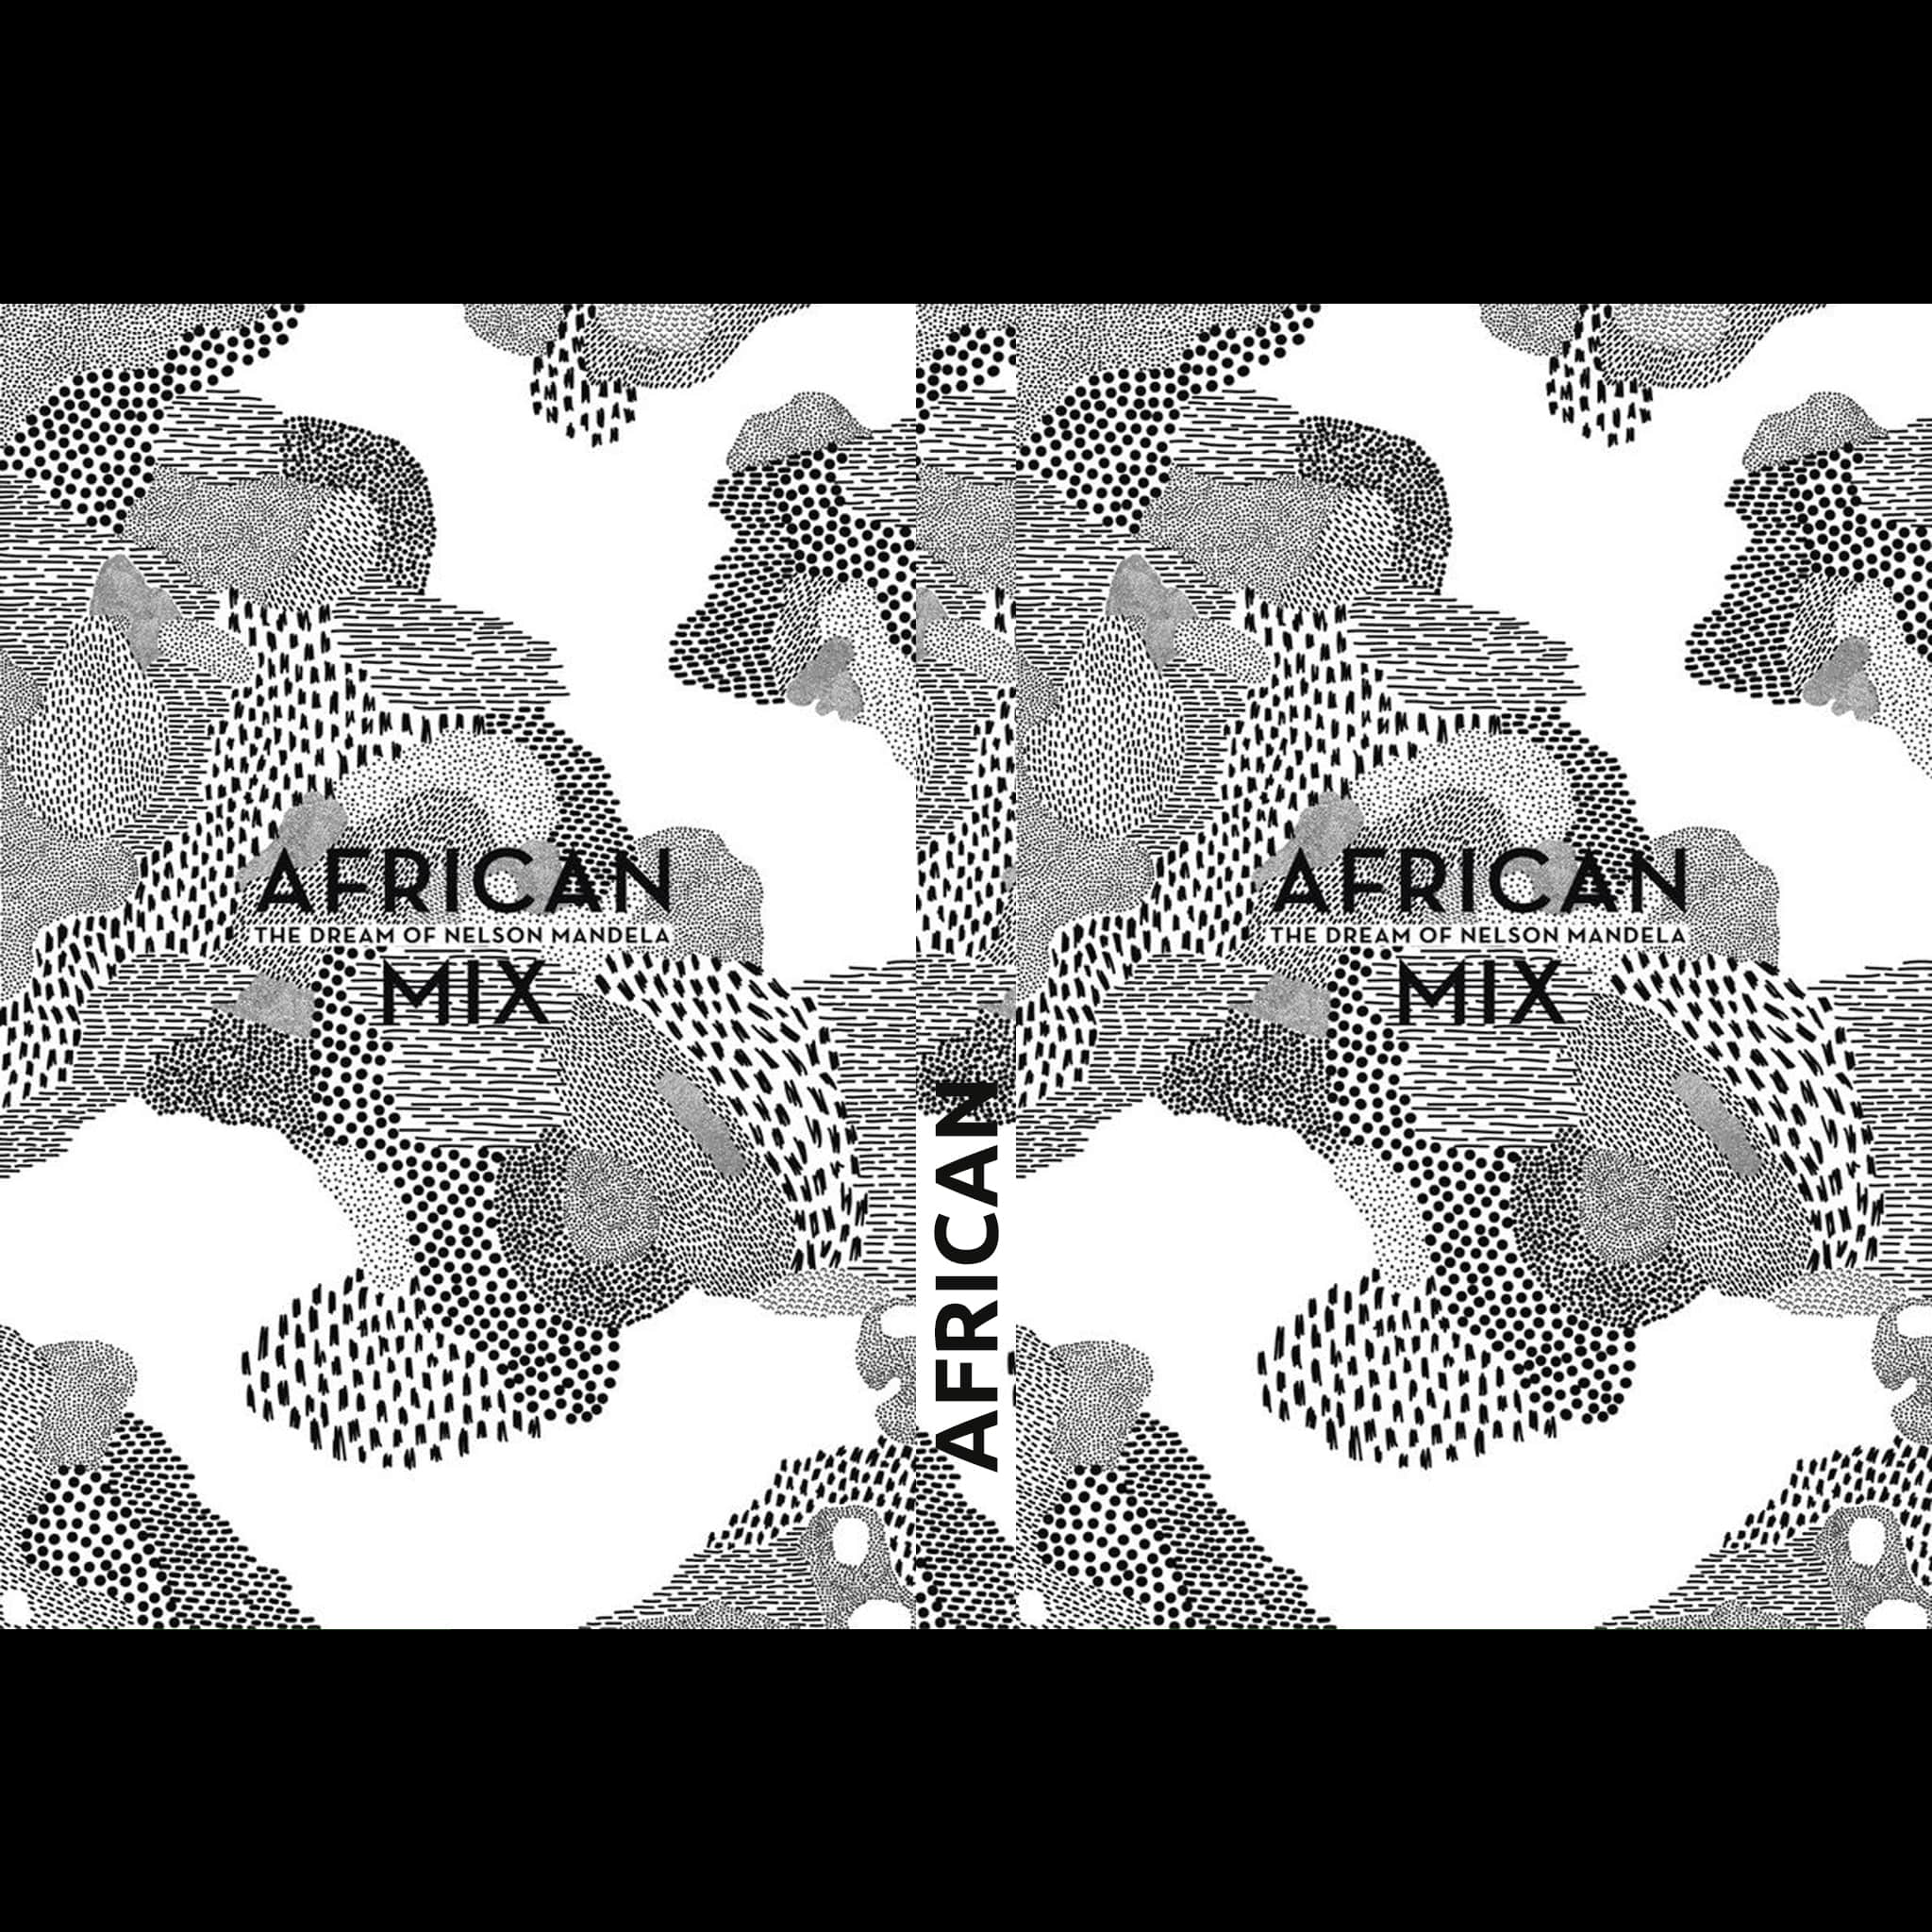 AFRICAN
THE DREAM OF NELSON MANDELA
MIX
AFRICAN
AFRICAN
THE DREAM OF NELSON MANDELA
MIX